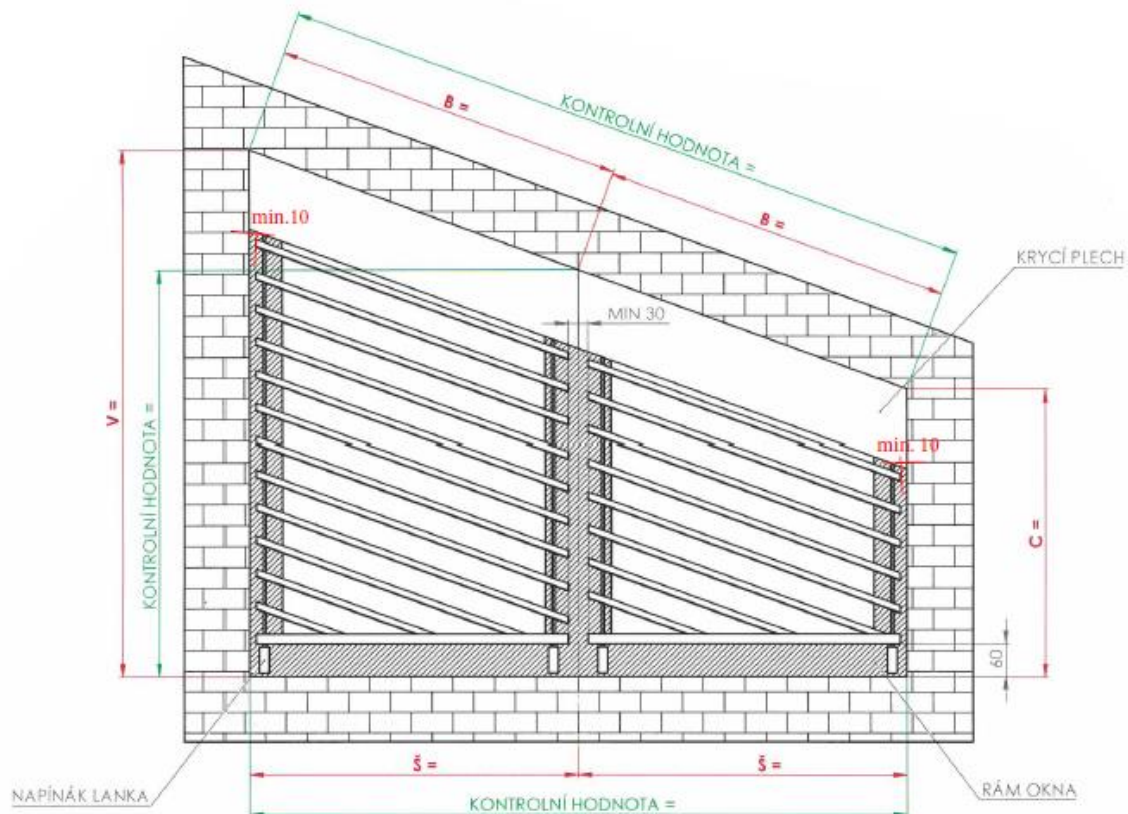 KONTROLNÍ HODNOTA =
B =
B =
min.10
KRYCÍ PLECH
MIN 30
V =
KONTROLNÍ HODNOTA =
min. 10
C =
60
Š =
Š =
NAPÍNÁK LANKA
RÁM OKNA
KONTROLNÍ HODNOTA =